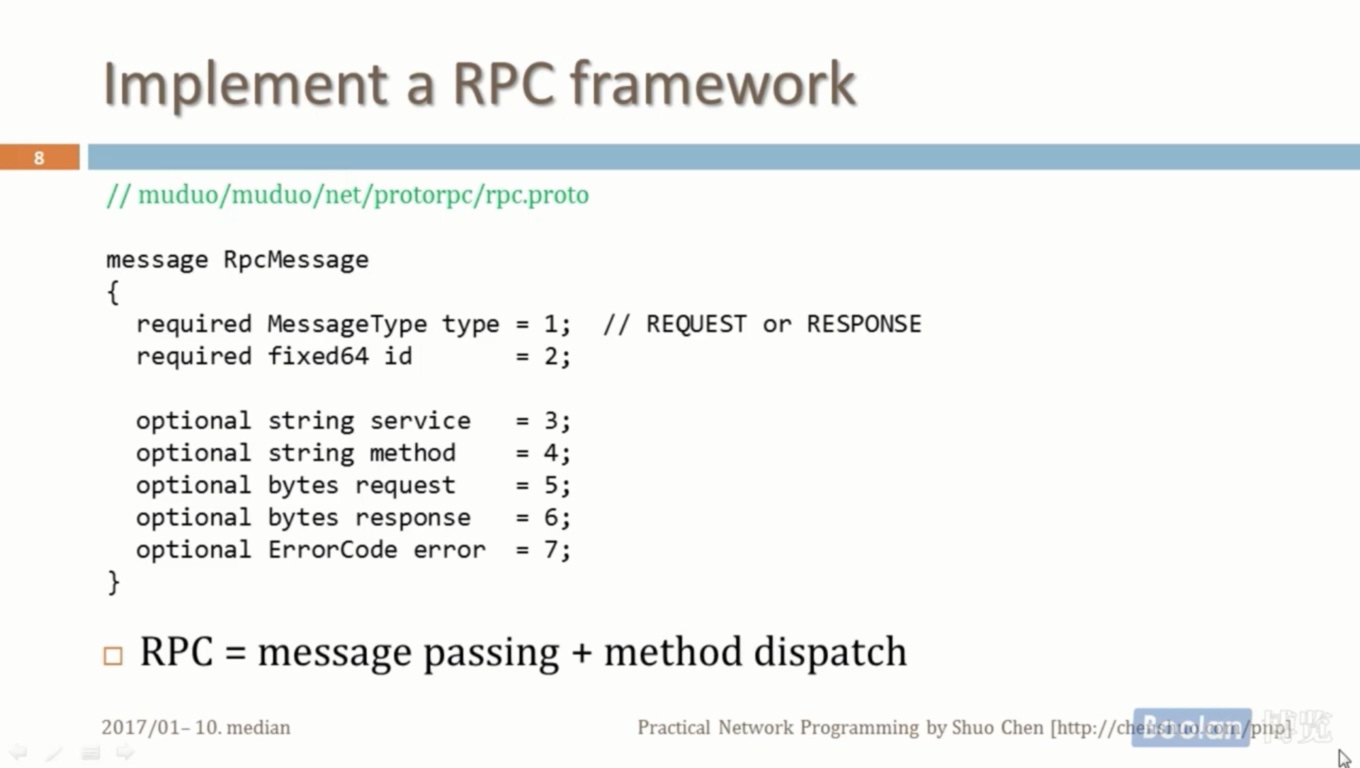 Implement a RPC framework
8
// muduo/muduo/net/protorpc/rpc.proto
message RpcMessage
{
required MessageType type = 1; // REQUEST or RESPONSE
required fixed64 id = 2;
optional string service = 3;
optional string method = 4;
optional bytes request = 5;
optional bytes response = 6;
optional ErrorCode error = 7;
}
RPC = message passing + method dispatch
2017/01– 10. median
Practical Network Programming by Shuo Chen [http://chenshuo.com/pnp]
Boolan 博览